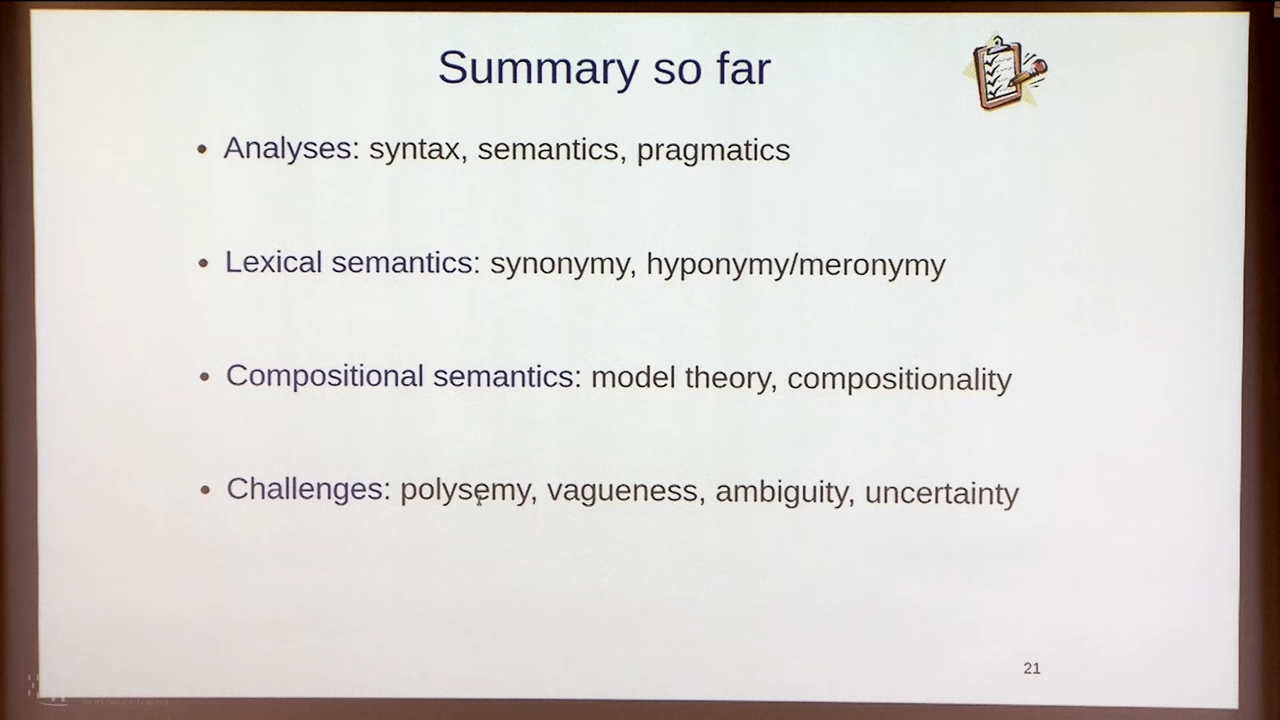 Summary so far
• Analyses: syntax, semantics, pragmatics
• Lexical semantics: synonymy, hyponymy/meronymy
• Compositional semantics: model theory, compositionality
• Challenges: polysemy, vagueness, ambiguity, uncertainty
21